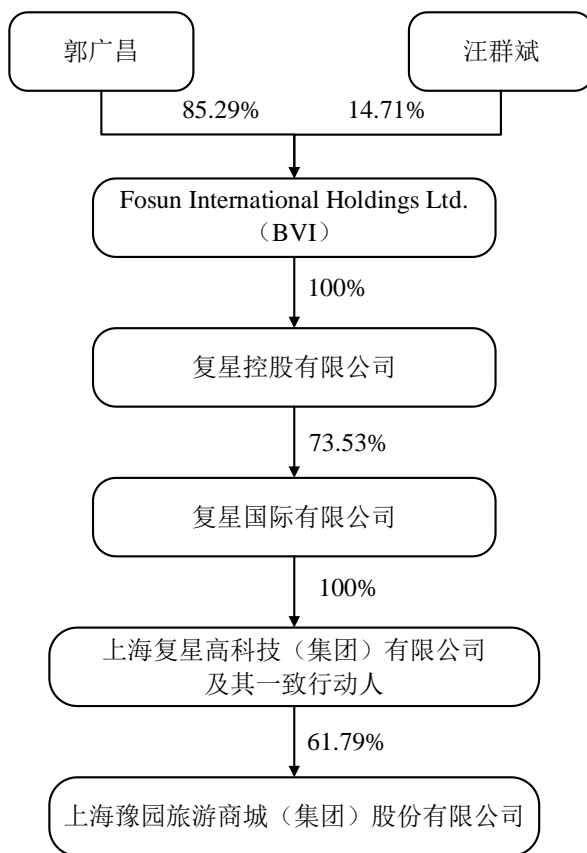 郭广昌
汪群斌
85.29%
14.71%
Fosun International Holdings Ltd.
（BVI）
100%
复星控股有限公司
73.53%
复星国际有限公司
100%
上海复星高科技（集团）有限公司
及其一致行动人
61.79%
上海豫园旅游商城（集团）股份有限公司